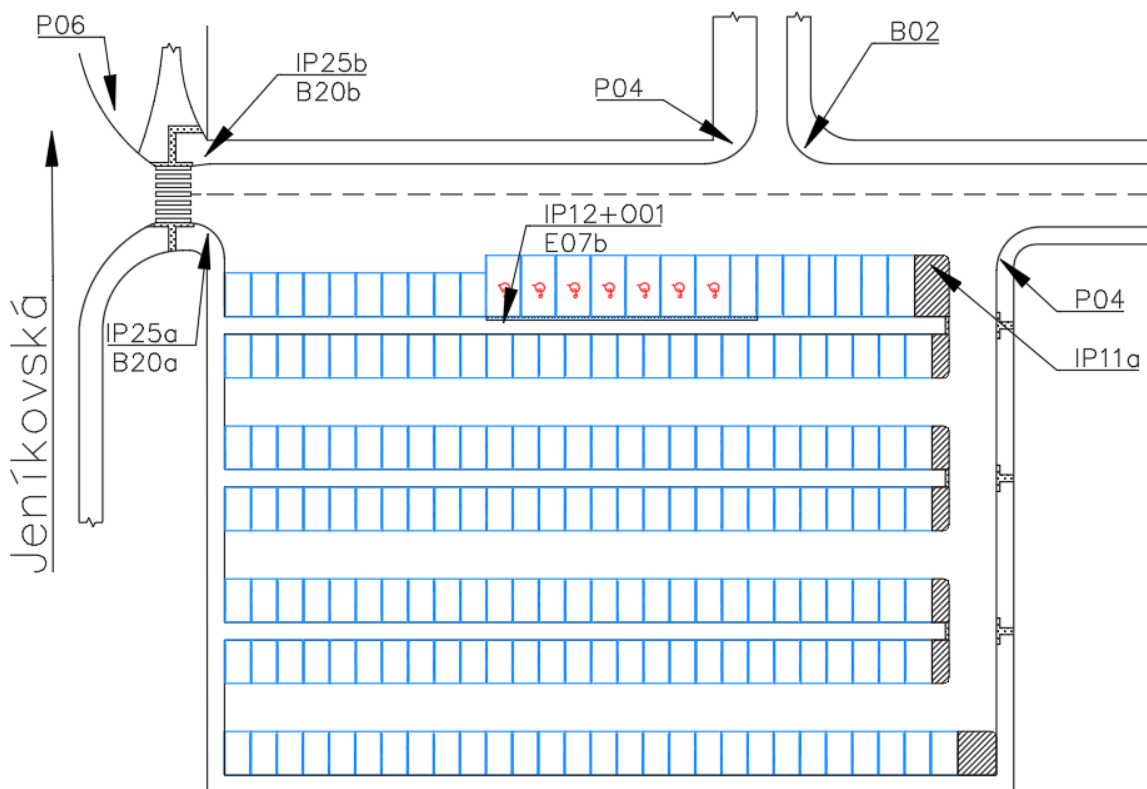 P06
IP25b
B20b
P04
B02
IP12+O01
E07b
IP25a
B20a
P04
IP11a
Jeníkovská